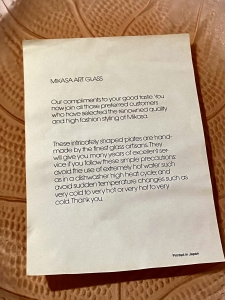 MIKASA ART GLASS
Our compliments to your good taste. You
now join all those preferred customers
who have selected the renowned quality
and high fashion styling of Mikasa.
These intricately shaped plates are hand-
made by the finest glass artisans. They
will give you many years of excellent ser-
vice if you follow these simple precautions:
avoid the use of extremely hot water such
as in a dishwasher high heat cycle; and
avoid sudden temperature changes such as
very cold to very hot or very hot to very
cold. Thank you.
Printed in Japan